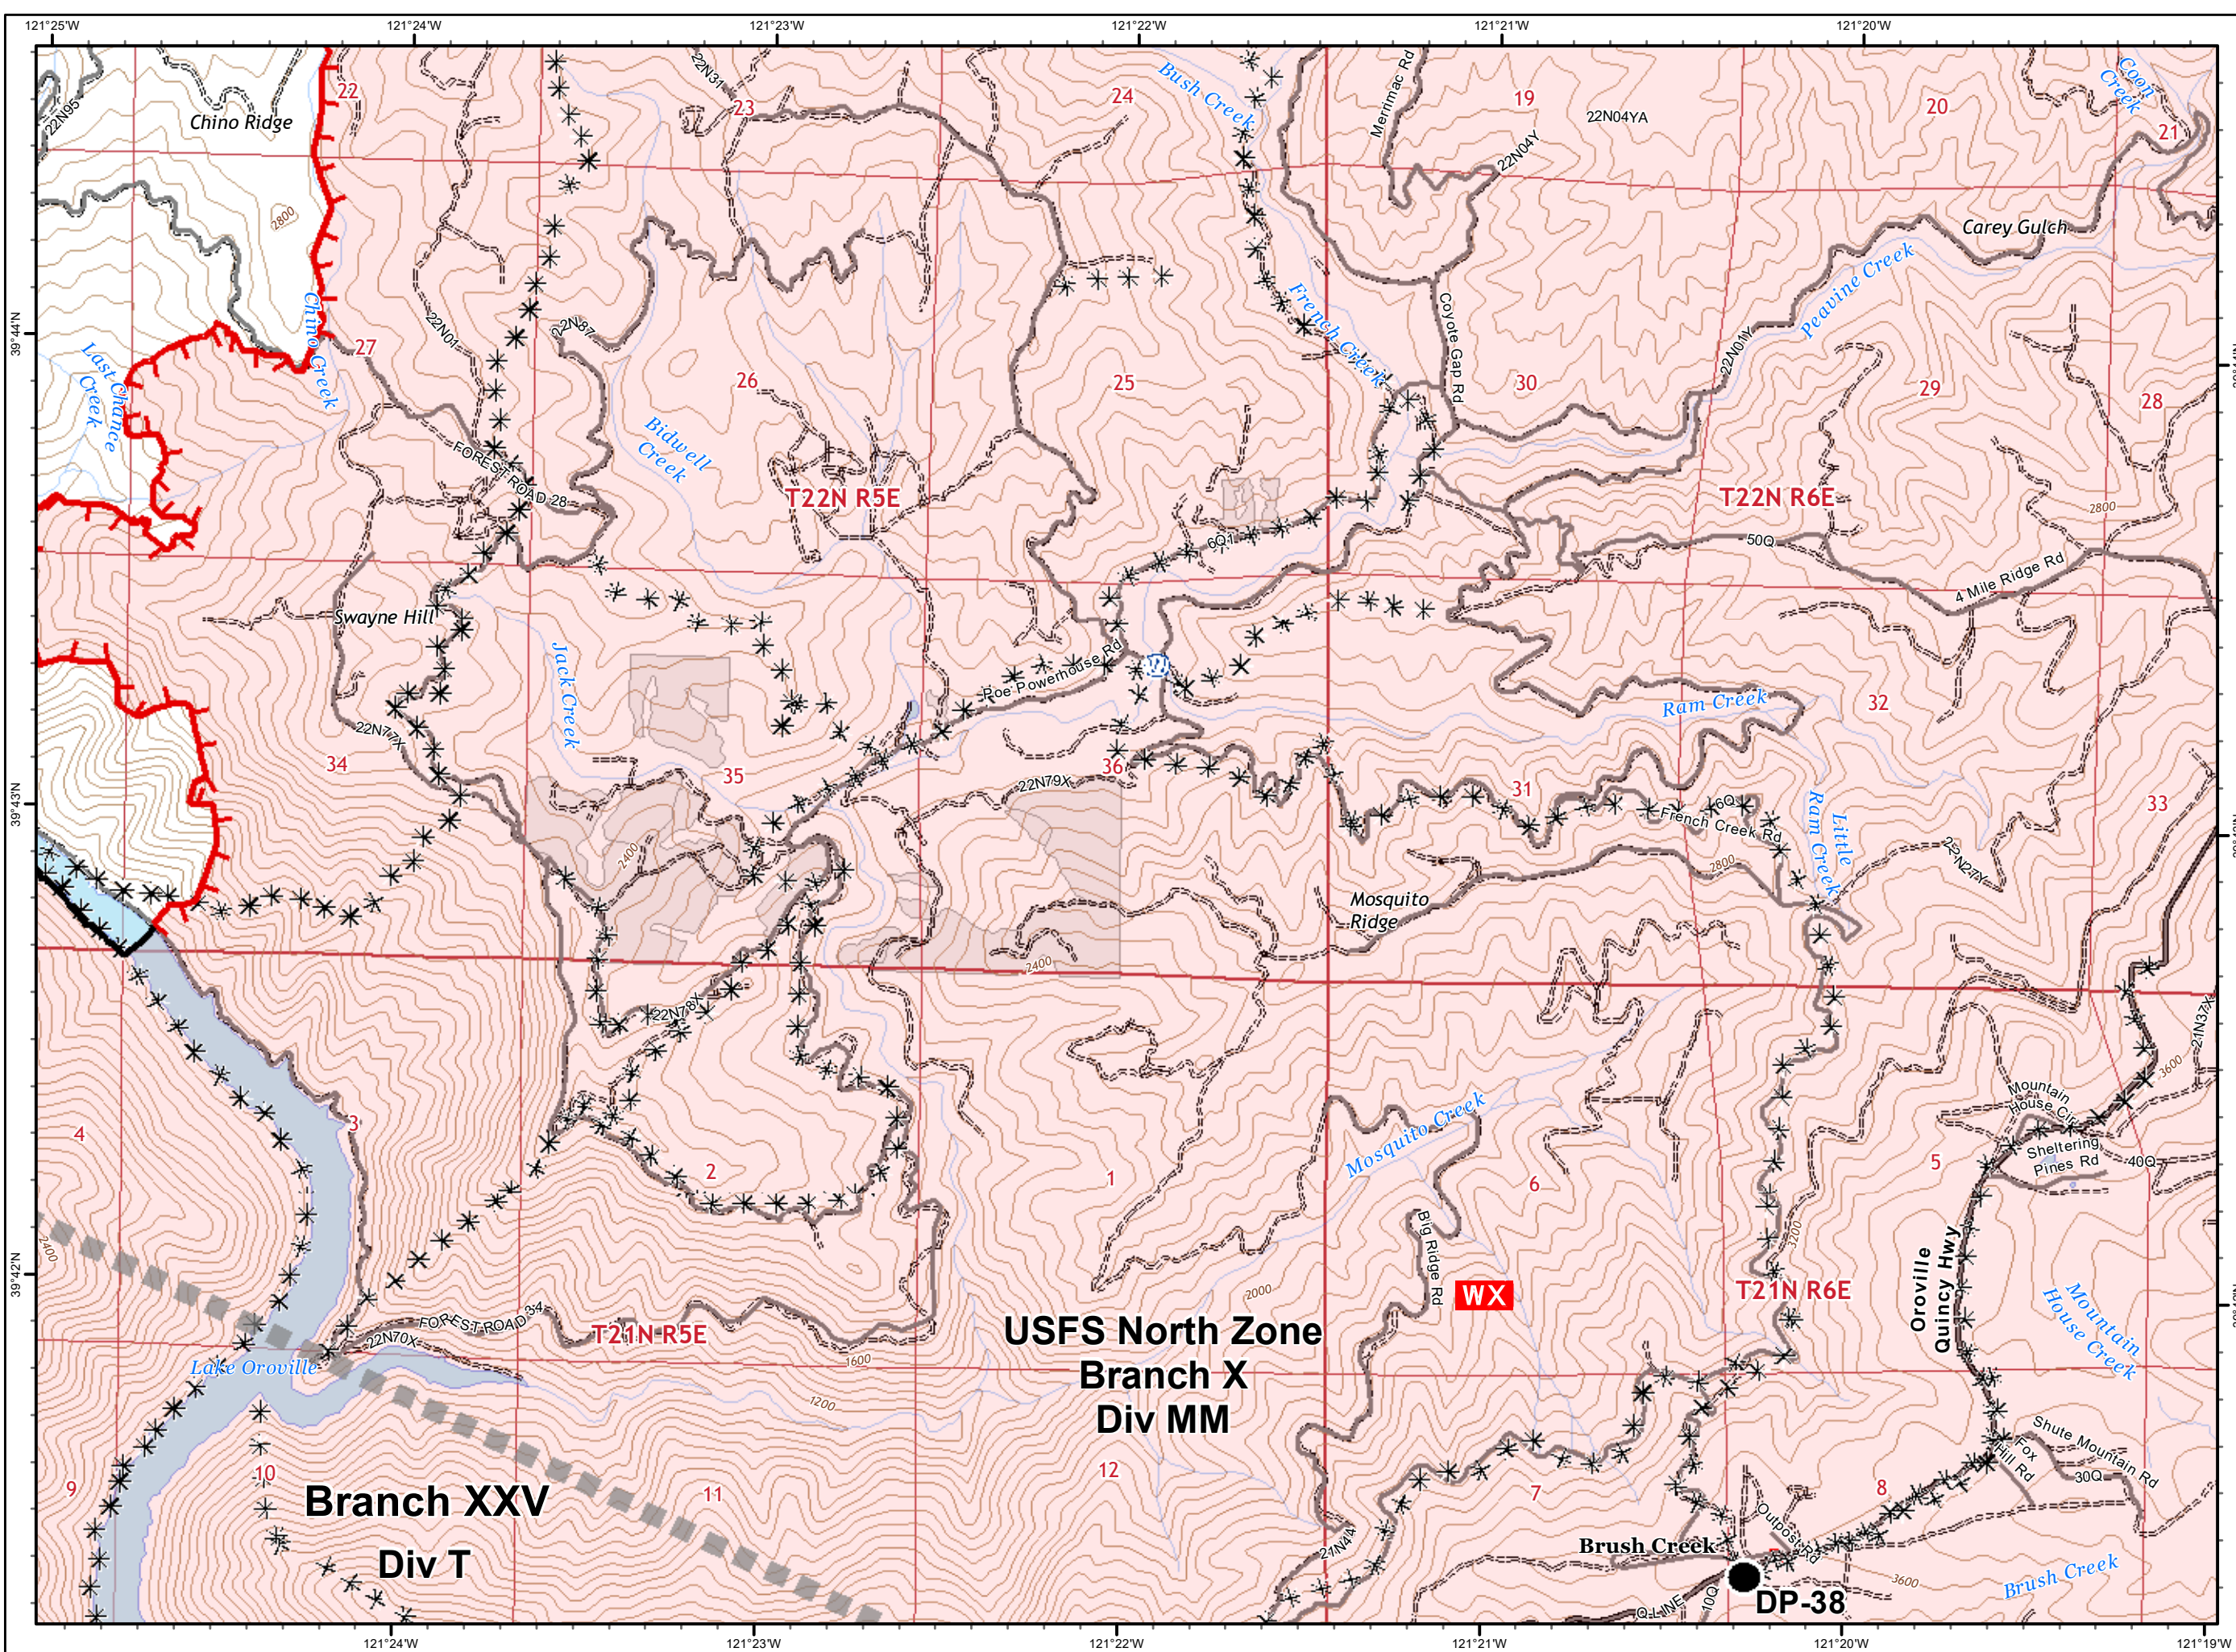 121°25'W
121°24'W
121°23'W
121°22'W
121°21'W
121°20'W
22N95
Chino Ridge
22
22N31
23
24
Bush Creek
Merrimac Rd
19
22N04YA
22N04Y
20
Coon
Creek
21
2800
Carey Gulch
39°44'N
Chino Creek
Last Chance
Creek
27
22N01
22N87
26
25
French Creek
Coyote Gap Rd
30
22N01Y
Peavine Creek
29
28
FOREST ROAD 28
Bidwell
Creek
T22N R5E
T22N R6E
2800
6Q1
50Q
4 Mile Ridge Rd
Swayne Hill
Jack Creek
Poe Powerhouse Rd
W
Ram Creek
32
22N77X
34
35
36
22N79X
31
6Q
French Creek Rd
Little
Ram Creek
33
39°43'N
2400
2800
22N27Y
Mosquito
Ridge
2400
22N78X
21N37X
3600
Mountain
House Cir
Sheltering
Pines Rd
40Q
3
4
2
1
Mosquito Creek
6
5
2400
3200
39°42'N
Big Ridge Rd
WX
T21N R6E
Oroville
Quincy Hwy
Mountain
House Creek
2000
FOREST ROAD 34
22N70X
T21N R5E
1600
Lake Oroville
USFS North Zone
Branch X
Div MM
1200
Shute Mountain Rd
Fox
Hill Rd
30Q
9
10
Branch XXV
Div T
11
12
7
8
21N44
Outpost Rd
Brush Creek
DP-38
Q LINE
10Q
3600
Brush Creek
121°24'W
121°23'W
121°22'W
121°21'W
121°20'W
121°19'W